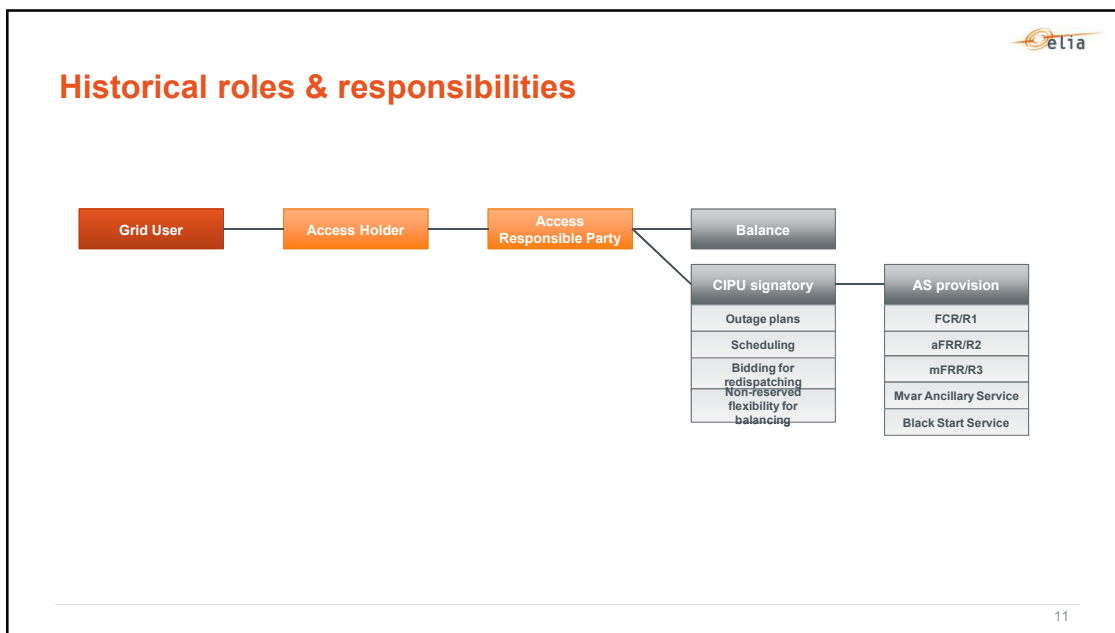 elia
Historical roles & responsibilities
Grid User
Access Holder
Access
Responsible Party
Balance
CIPU signatory
AS provision
Outage plans
Scheduling
Bidding for
redispatching
Non-reserved
flexibility for
balancing
FCR/R1
aFRR/R2
mFRR/R3
Mvar Ancillary Service
Black Start Service
11